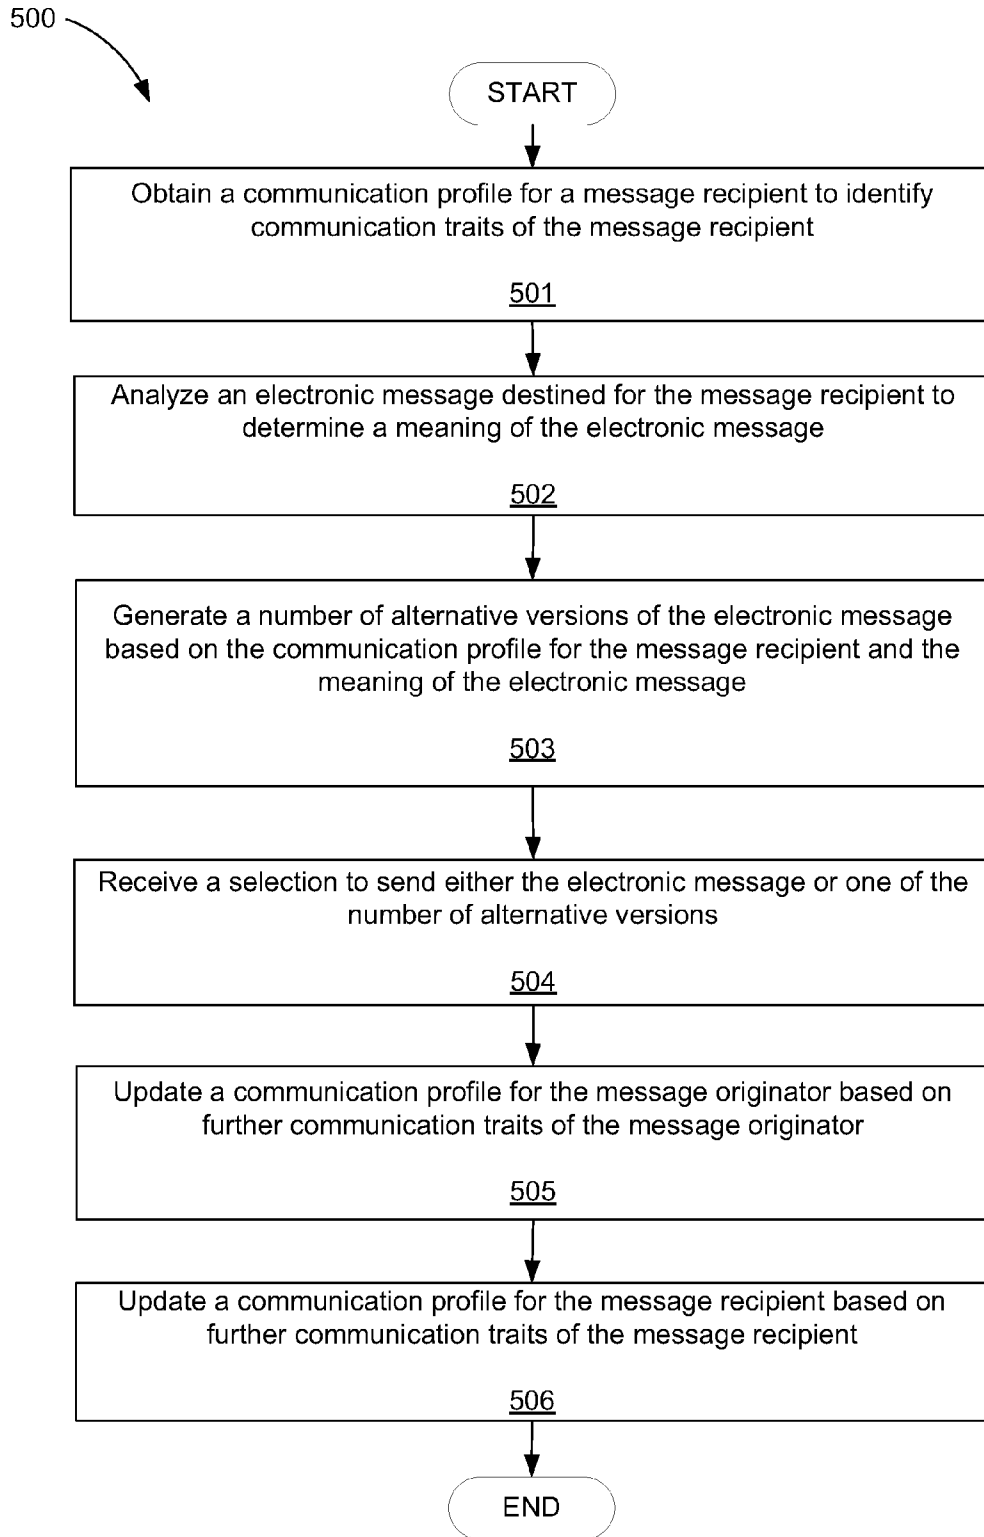 500
START
Obtain a communication profile for a message recipient to identify
communication traits of the message recipient
501
Analyze an electronic message destined for the message recipient to
determine a meaning of the electronic message
502
Generate a number of alternative versions of the electronic message
based on the communication profile for the message recipient and the
meaning of the electronic message
503
Receive a selection to send either the electronic message or one of the
number of alternative versions
504
Update a communication profile for the message originator based on
further communication traits of the message originator
505
Update a communication profile for the message recipient based on
further communication traits of the message recipient
506
END